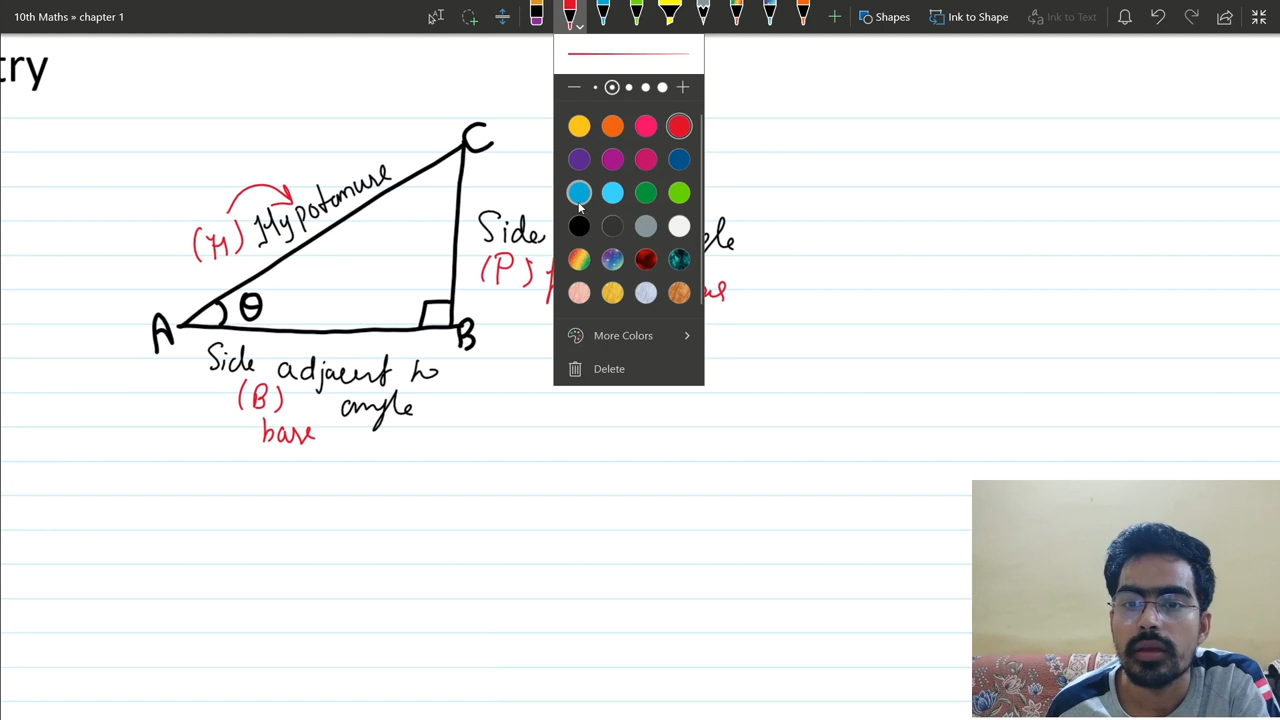 10th Maths » chapter 1
Shapes
Ink to Shape
Ink to Text
try
C
(H) Hypotanuse
Side
(P)
θ
A
B
Side adjacent to
(B) angle
base
More Colors
Delete